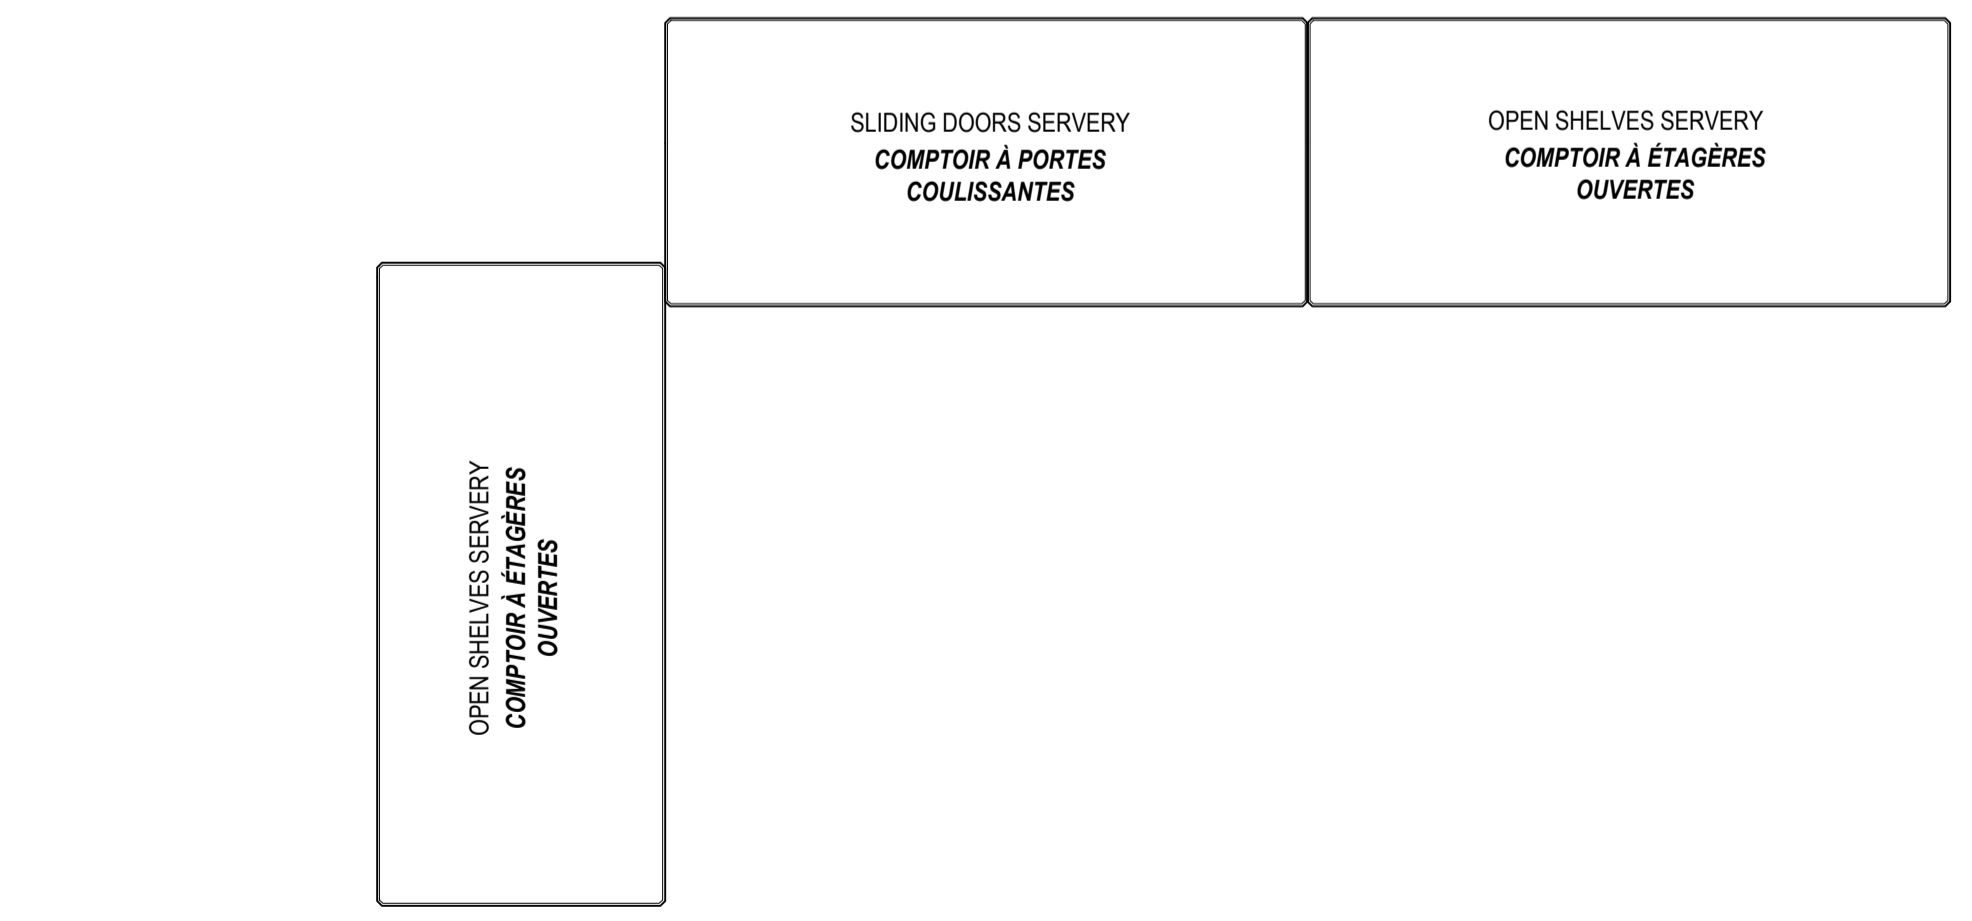 SLIDING DOORS SERVERY
COMPTOIR À PORTES
COULISSANTES
OPEN SHELVES SERVERY
COMPTOIR À ÉTAGÈRES
OUVERTES
OPEN SHELVES SERVERY
COMPTOIR À ÉTAGÈRES
OUVERTES